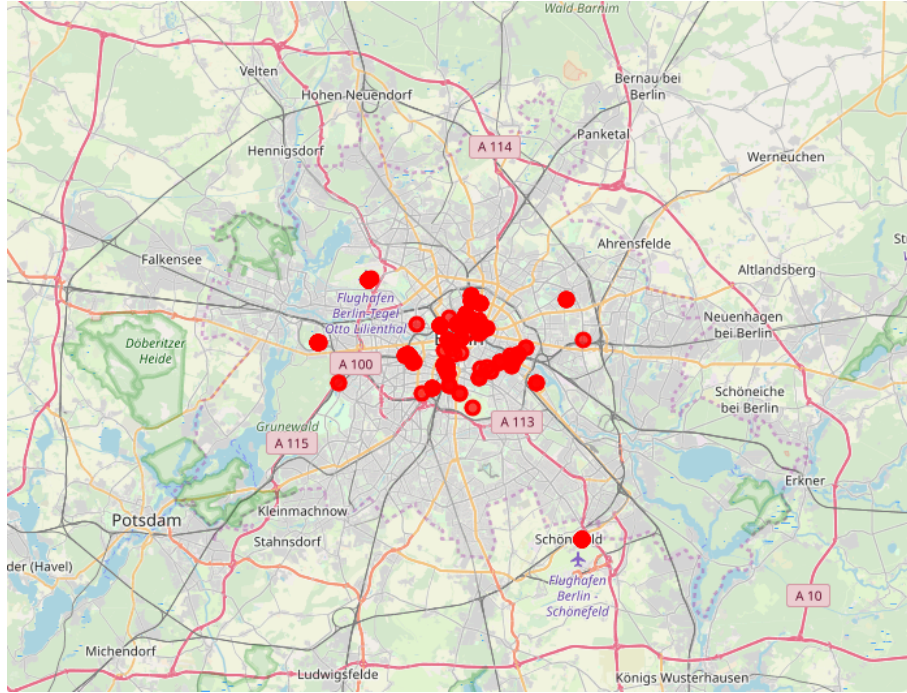 Wald Barnim
Velten
Bernau bei
Berlin
Hohen Neuendorf
Panketal
A 114
Hennigsdorf
Werneuchen
Ahrensfelde
Falkensee
Altlandsberg
Flughafen
Berlin-Tegel
Otto Lilienthal
Neuenhagen
bei Berlin
Döberitzer
Heide
A 100
Schöneiche
bei Berlin
Grunewald
A 113
A 115
Erkner
Kleinmachnow
Potsdam
Stahnsdorf
der (Havel)
Flughafen
Berlin -
Schönefeld
A 10
Michendorf
Ludwigsfelde
Königs Wusterhausen